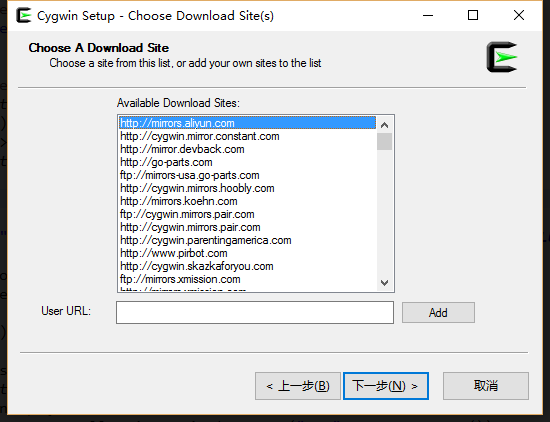 Cygwin Setup - Choose Download Site(s)
Choose A Download Site
Choose a site from this list, or add your own sites to the list
Available Download Sites:
http://mirrors.aliyun.com
http://cygwin.mirror.constant.com
http://mirror.devback.com
http://go-parts.com
ftp://mirrors-usa.go-parts.com
http://cygwin.mirrors.hoobly.com
http://mirrors.koehn.com
ftp://cygwin.mirrors.pair.com
http://cygwin.mirrors.pair.com
http://cygwin.parentingamerica.com
http://www.pirbot.com
http://cygwin.skazkaforyou.com
ftp://mirrors.xmission.com
http://mirrors.xmission.com
User URL:
Add
< 上一步(B)
下一步(N) >
取消